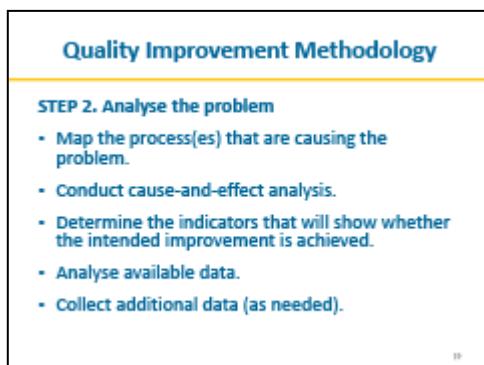 Quality Improvement Methodology
STEP 2. Analyse the problem
• Map the process(es) that are causing the
problem.
• Conduct cause-and-effect analysis.
• Determine the indicators that will show whether
the intended improvement is achieved.
• Analyse available data.
• Collect additional data (as needed).